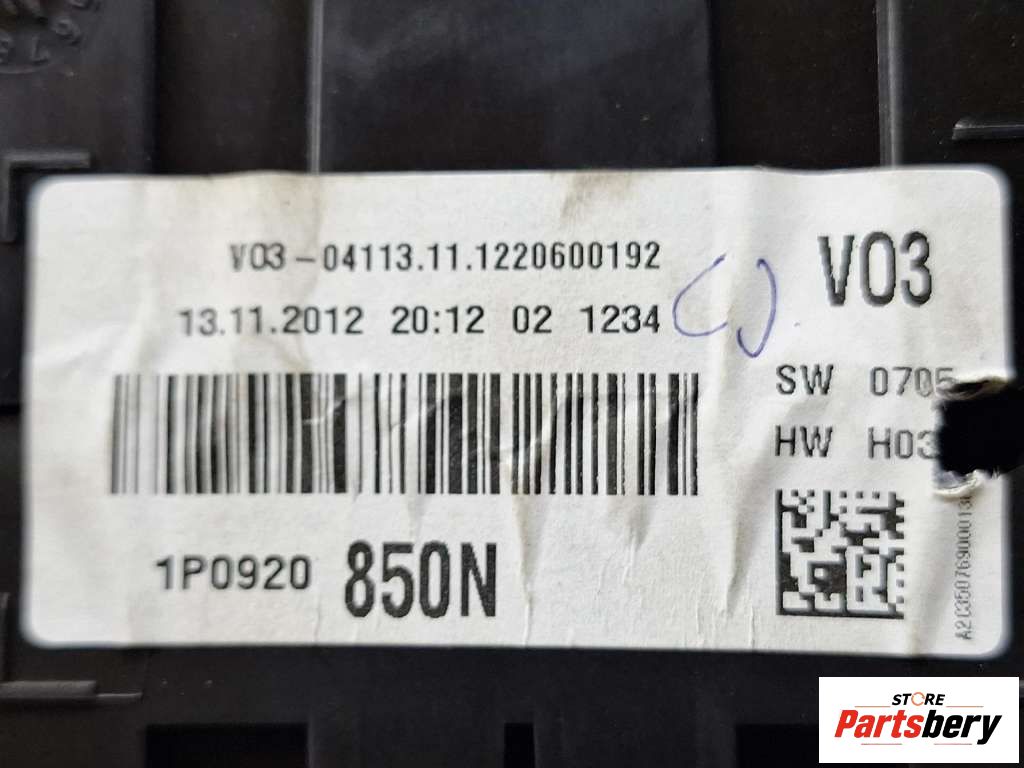 V03-04113.11.1220600192
13.11.2012 20:12 02 1234
V03
SW 0705
HW H03
1P0920 850N
STORE
Partsbery